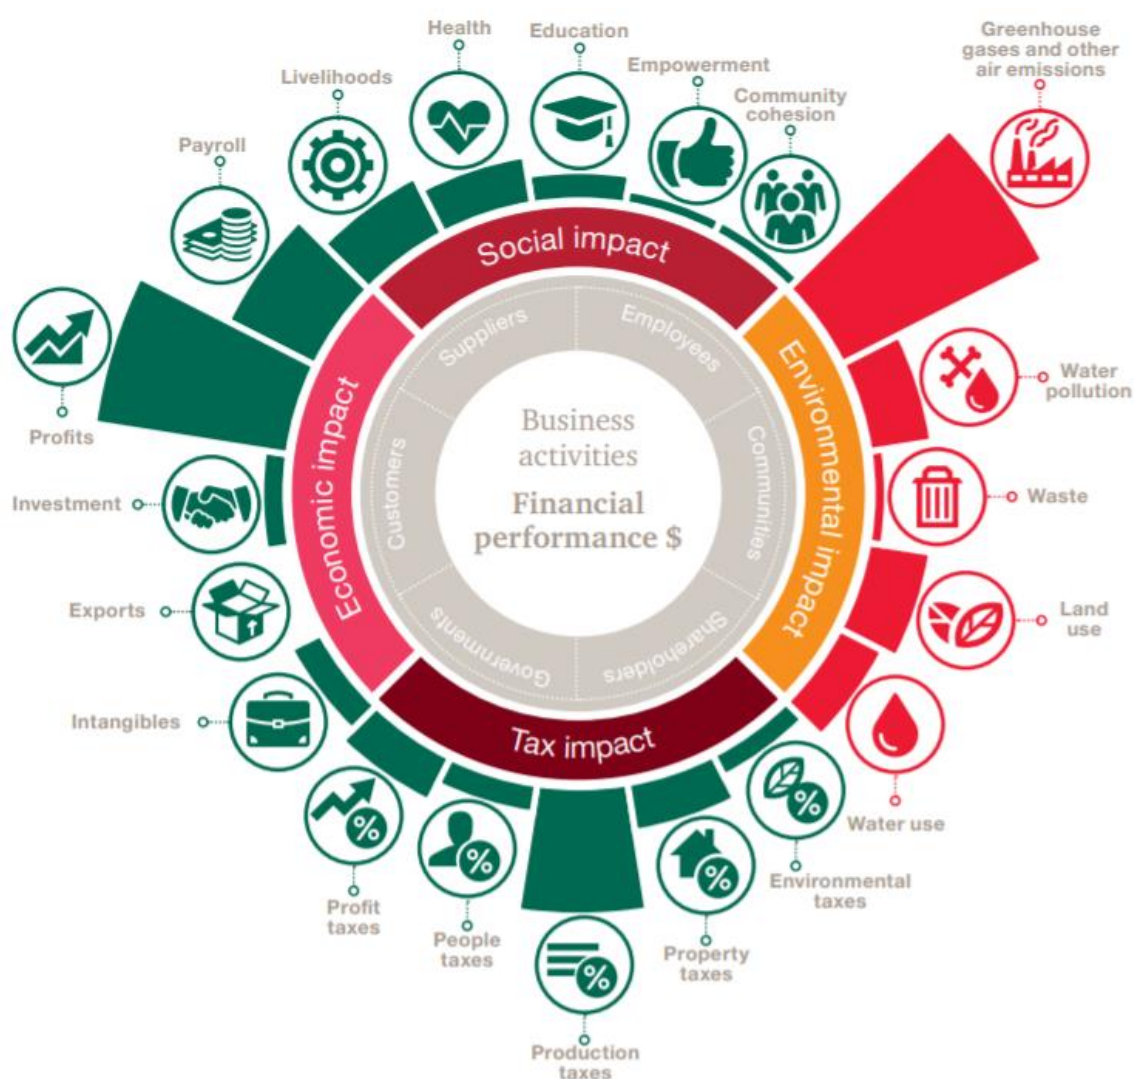 Health
Education
Livelihoods
Empowerment
Community
cohesion
Payroll
Greenhouse
gases and other
air emissions
Profits
Investment
Exports
Intangibles
Water
pollution
Waste
Land
use
Water use
Social impact
Environmental impact
Tax impact
Economic impact
Suppliers
Employees
Communities
Shareholders
Governments
Customers
Business
activities
Financial
performance $
%
%
%
%
%
Profit
taxes
People
taxes
Production
taxes
Property
taxes
Environmental
taxes